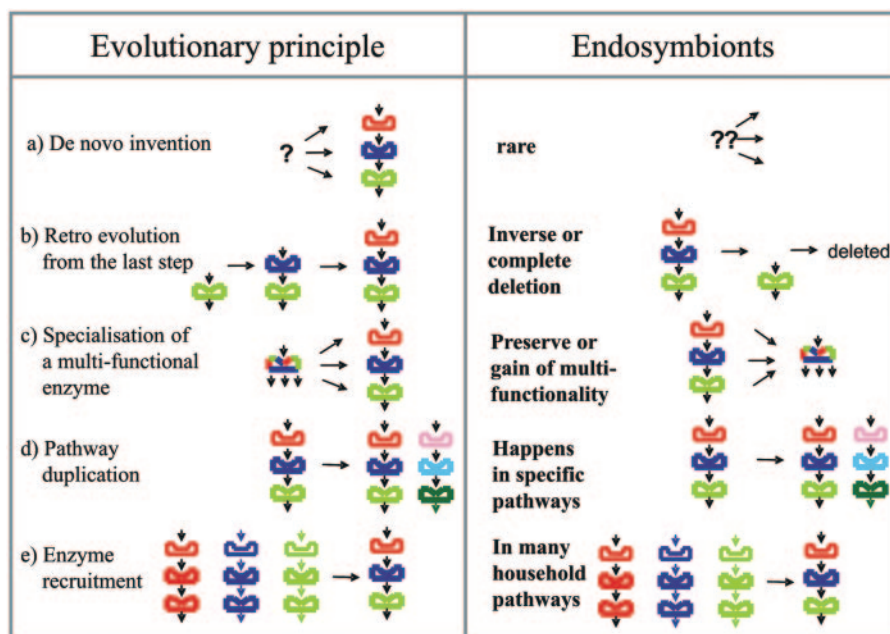 Evolutionary principle
Endosymbionts
a) De novo invention
?
rare
??
b) Retro evolution
from the last step
Inverse or
complete
deletion
deleted
c) Specialisation of
a multi-functional
enzyme
Preserve or
gain of multi-
functionality
d) Pathway
duplication
Happens
in specific
pathways
e) Enzyme
recruitment
In many
household
pathways